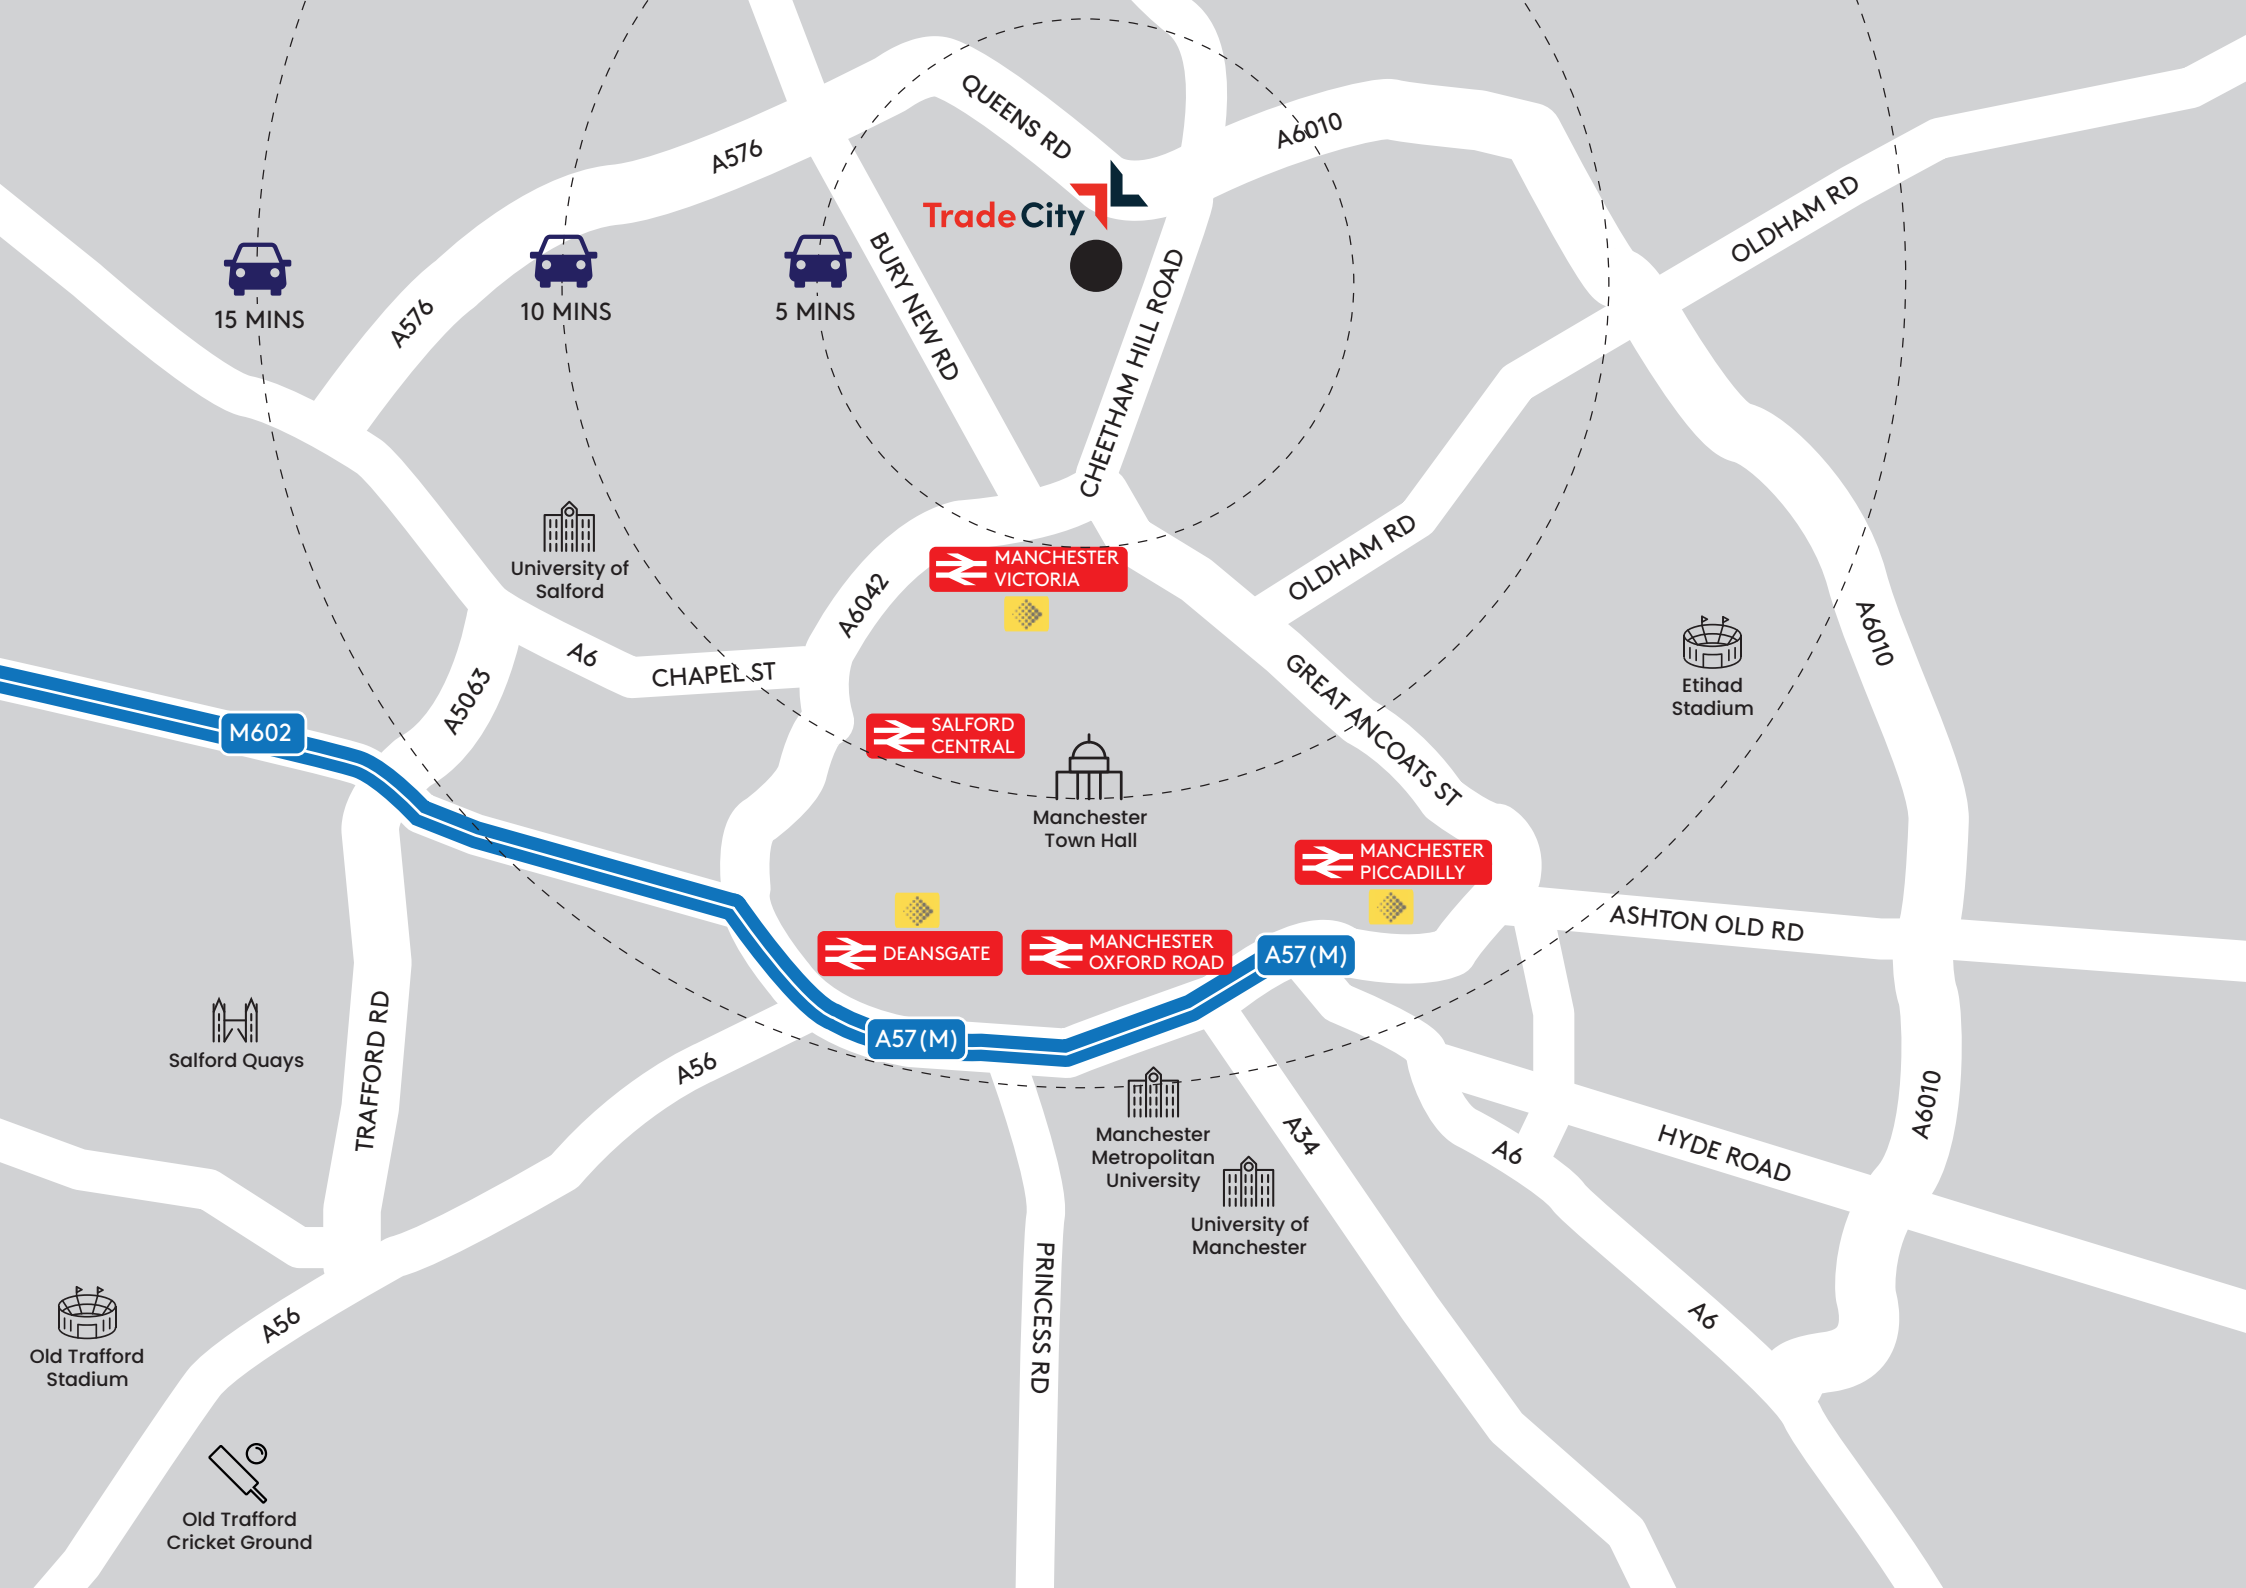 QUEENS RD
A6010
A576
Trade City
OLDHAM RD
BURY NEW RD
CHEETHAM HILL ROAD
15 MINS
10 MINS
5 MINS
A576
University of
Salford
MANCHESTER
VICTORIA
OLDHAM RD
A6042
A6
CHAPEL ST
A5063
GREAT ANCOATS ST
A6010
Etihad
Stadium
M602
SALFORD
CENTRAL
Manchester
Town Hall
MANCHESTER
PICCADILLY
ASHTON OLD RD
DEANSGATE
MANCHESTER
OXFORD ROAD
A57(M)
A57(M)
Salford Quays
TRAFFORD RD
A56
Manchester
Metropolitan
University
A34
A6
HYDE ROAD
A6010
University of
Manchester
PRINCESS RD
A6
A56
Old Trafford
Stadium
Old Trafford
Cricket Ground